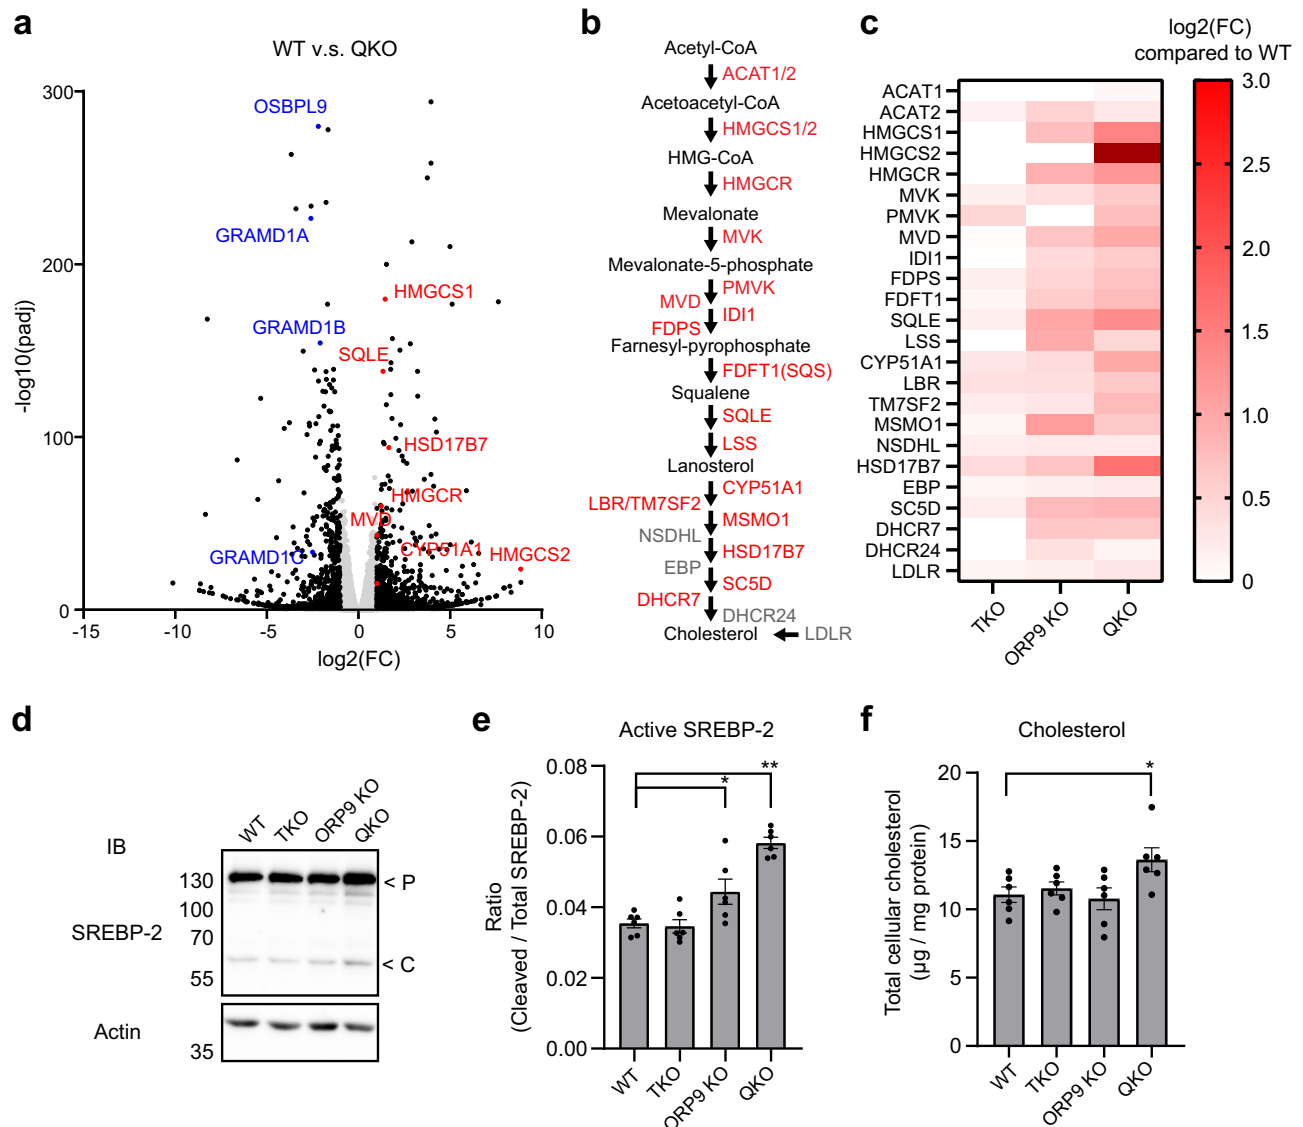 a
WT v.s. QKO
-log10(padj)
300
200
100
0
-15
-10
-5
0
5
10
log2(FC)
OSBPL9
GRAMD1A
HMGCS1
GRAMD1B
SQLE
HSD17B7
HMGCR
MVD
CYP51A1
GRAMD1C
HMGCS2
b
Acetyl-CoA
ACAT1/2
Acetoacetyl-CoA
HMGCS1/2
HMG-CoA
HMGCR
Mevalonate
MVK
Mevalonate-5-phosphate
PMVK
MVD
IDI1
FDPS
Farnesyl-pyrophosphate
FDFT1(SQS)
Squalene
SQLE
LSS
Lanosterol
CYP51A1
LBR/TM7SF2
MSMO1
NSDHL
HSD17B7
EBP
SC5D
DHCR7
DHCR24
Cholesterol
LDLR
c
log2(FC)
compared to WT
ACAT1
ACAT2
HMGCS1
HMGCS2
HMGCR
MVK
PMVK
MVD
IDI1
FDPS
FDFT1
SQLE
LSS
CYP51A1
LBR
TM7SF2
MSMO1
NSDHL
HSD17B7
EBP
SC5D
DHCR7
DHCR24
LDLR
TKO
ORP9 KO
QKO
3.0
2.5
2.0
1.5
1.0
0.5
0
d
WT
TKO
ORP9 KO
QKO
IB
SREBP-2
130
100
70
55
< P
< C
Actin
35
e
Active SREBP-2
Ratio
(Cleaved / Total SREBP-2)
0.08
0.06
0.04
0.02
0.00
*
**
WT
TKO
ORP9 KO
QKO
f
Cholesterol
Total cellular cholesterol
(μg / mg protein)
20
15
10
5
0
*
WT
TKO
ORP9 KO
QKO